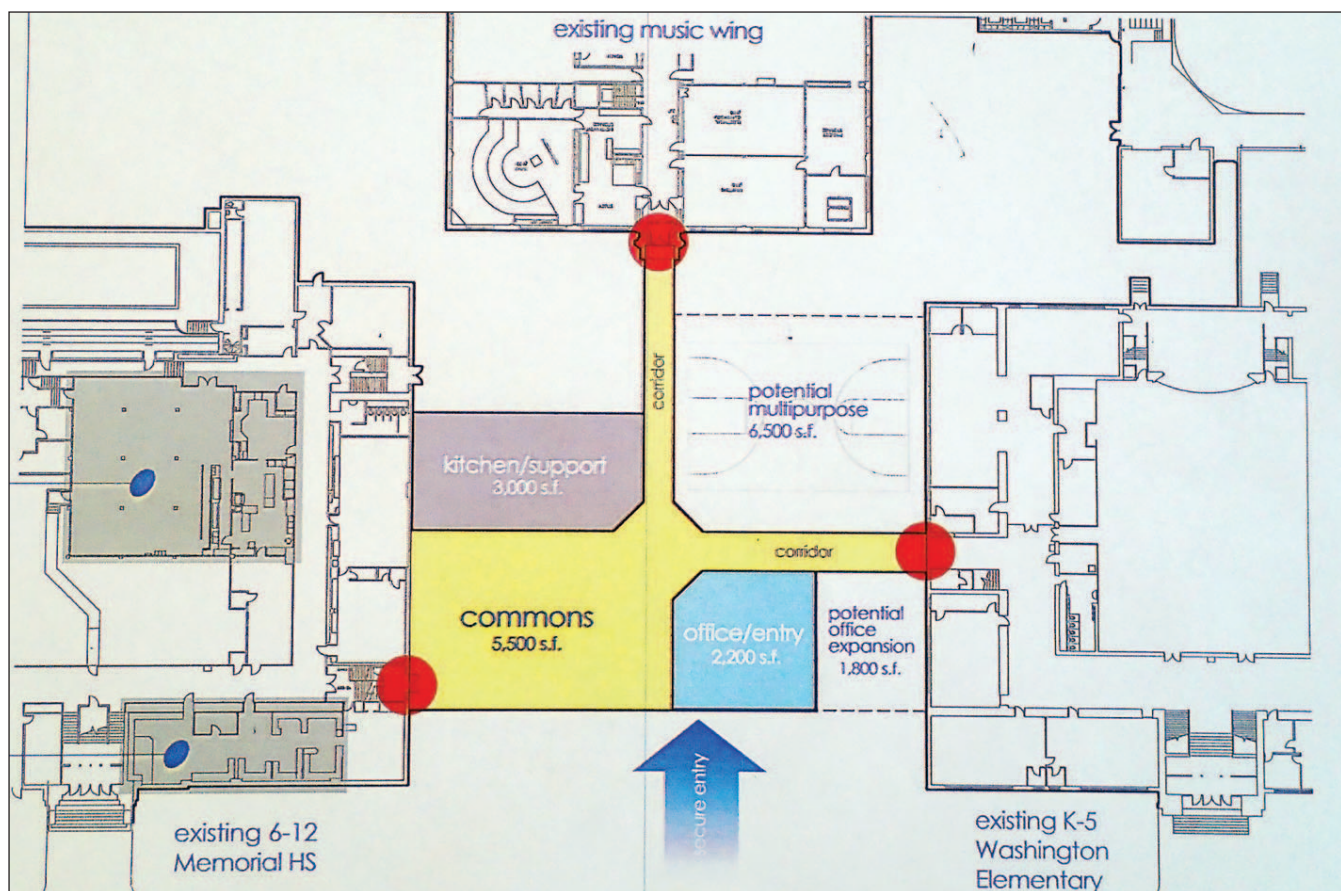 existing music wing
corridor
potential
multipurpose
6,500 s.f.
kitchen/support
3,000 s.f.
corridor
commons
5,500 s.f.
office/entry
2,200 s.f.
potential
office
expansion
1,800 s.f.
secure entry
existing 6-12
Memorial HS
existing K-5
Washington
Elementary